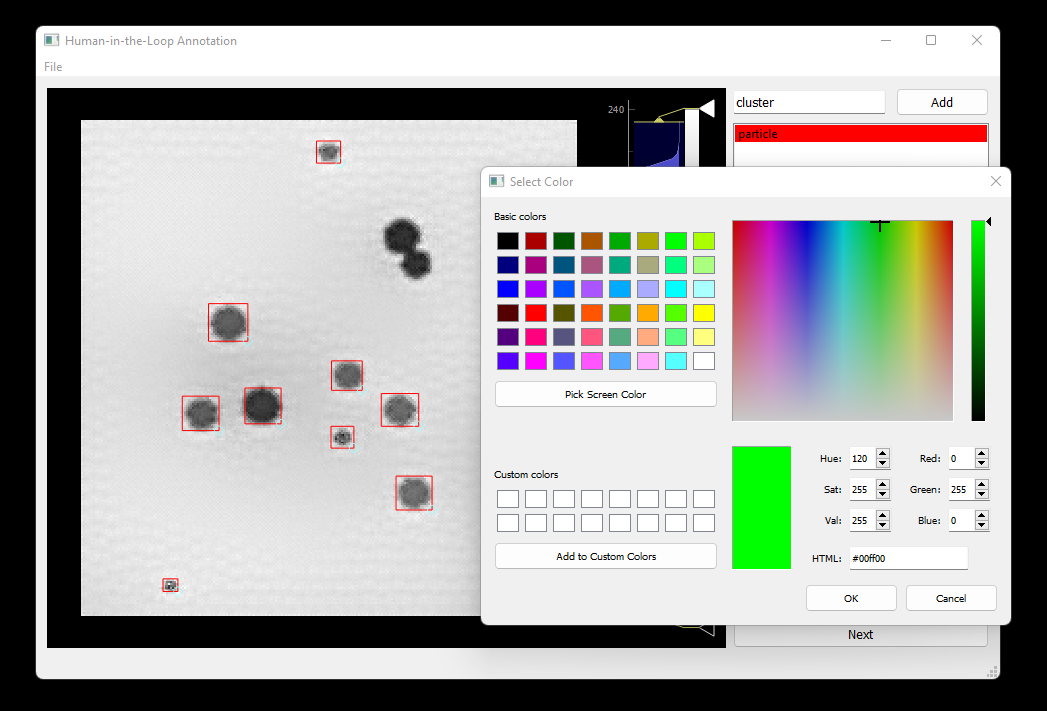 Human-in-the-Loop Annotation
File
240
cluster
Add
particle
Select Color
Basic colors
Pick Screen Color
Custom colors
Add to Custom Colors
Hue: 120
Red: 0
Sat: 255
Green: 255
Val: 255
Blue: 0
HTML: #00ff00
OK
Cancel
Next